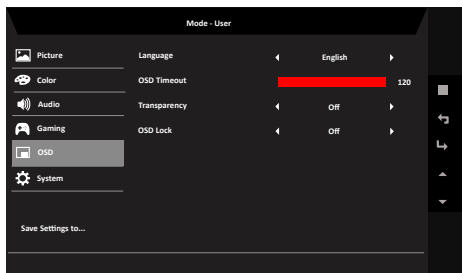 Mode - User
Picture
Language English
Color
OSD Timeout 120
Audio
Transparency Off
Gaming
OSD Lock Off
OSD
System
Save Settings to...